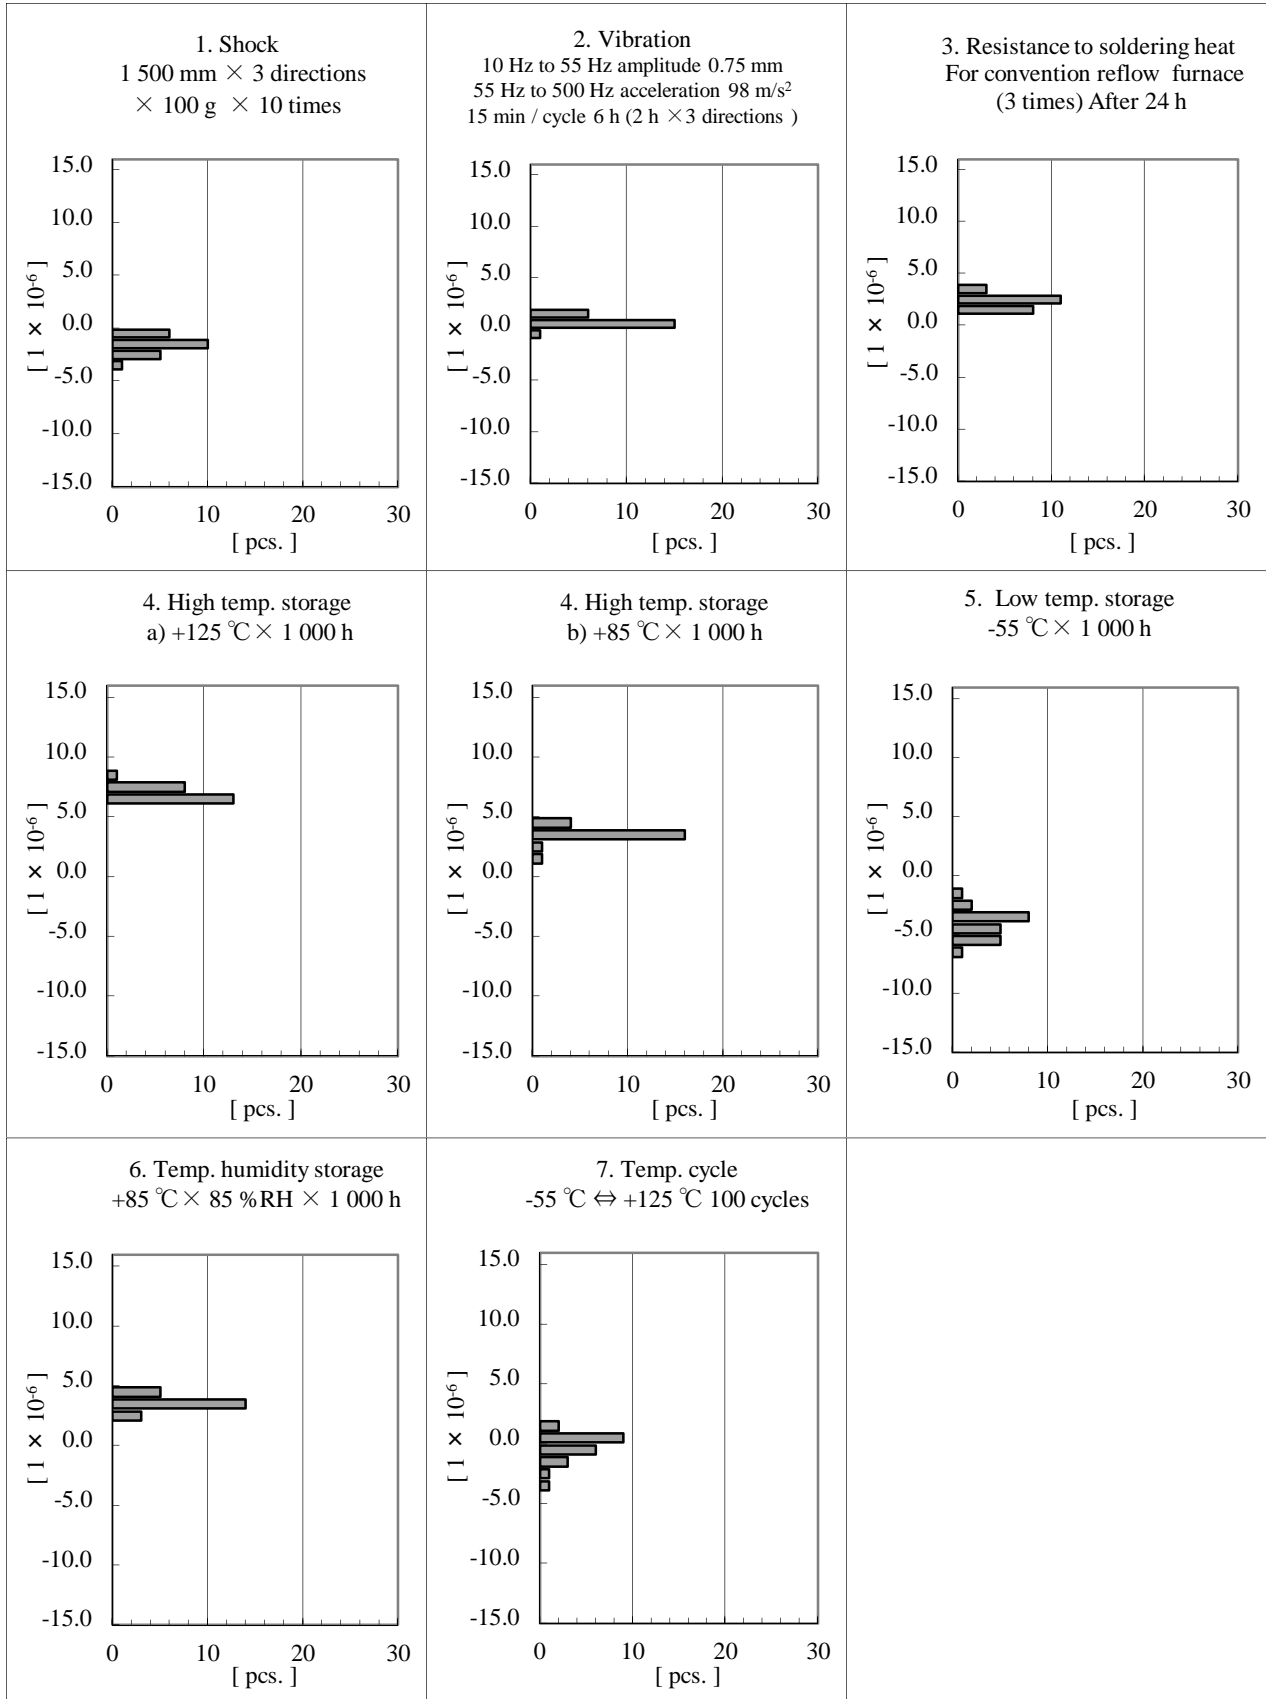 1. Shock
1 500 mm × 3 directions
× 100 g × 10 times
15.0
10.0
5.0
0.0
-5.0
-10.0
-15.0
[ 1 × 10-6 ]
0 10 20 30
[ pcs. ]
2. Vibration
10 Hz to 55 Hz amplitude 0.75 mm
55 Hz to 500 Hz acceleration 98 m/s²
15 min / cycle 6 h (2 h ×3 directions )
15.0
10.0
5.0
0.0
-5.0
-10.0
-15.0
[ 1 × 10-6 ]
0 10 20 30
[ pcs. ]
3. Resistance to soldering heat
For convention reflow furnace
(3 times) After 24 h
15.0
10.0
5.0
0.0
-5.0
-10.0
-15.0
[ 1 × 10-6 ]
0 10 20 30
[ pcs. ]
4. High temp. storage
a) +125 ℃ × 1 000 h
15.0
10.0
5.0
0.0
-5.0
-10.0
-15.0
[ 1 × 10-6 ]
0 10 20 30
[ pcs. ]
4. High temp. storage
b) +85 ℃ × 1 000 h
15.0
10.0
5.0
0.0
-5.0
-10.0
-15.0
[ 1 × 10-6 ]
0 10 20 30
[ pcs. ]
5. Low temp. storage
-55 ℃ × 1 000 h
15.0
10.0
5.0
0.0
-5.0
-10.0
-15.0
[ 1 × 10-6 ]
0 10 20 30
[ pcs. ]
6. Temp. humidity storage
+85 ℃ × 85 %RH × 1 000 h
15.0
10.0
5.0
0.0
-5.0
-10.0
-15.0
[ 1 × 10-6 ]
0 10 20 30
[ pcs. ]
7. Temp. cycle
-55 ℃ ⇔ +125 ℃ 100 cycles
15.0
10.0
5.0
0.0
-5.0
-10.0
-15.0
[ 1 × 10-6 ]
0 10 20 30
[ pcs. ]